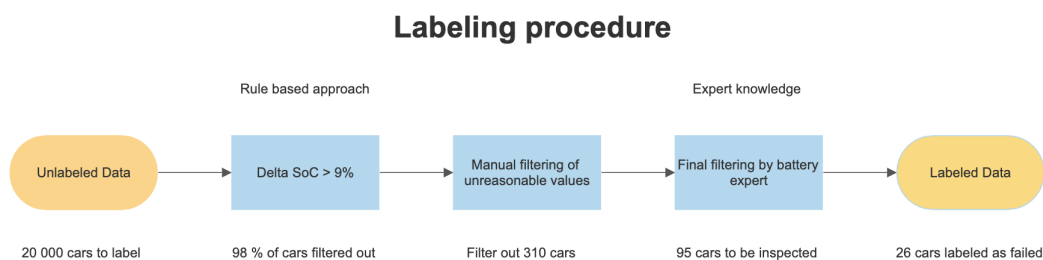 Labeling procedure
Rule based approach
Expert knowledge
Unlabeled Data
Delta SoC > 9%
Manual filtering of
unreasonable values
Final filtering by battery
expert
Labeled Data
20 000 cars to label
98 % of cars filtered out
Filter out 310 cars
95 cars to be inspected
26 cars labeled as failed